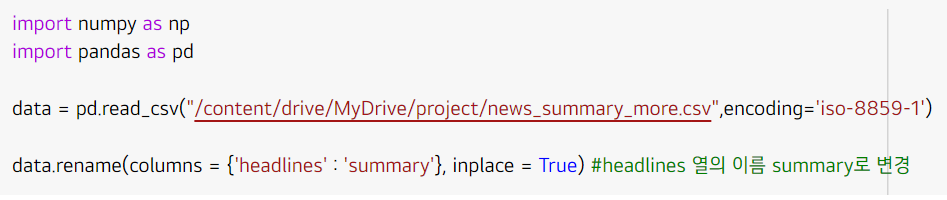 import numpy as np
import pandas as pd
data = pd.read_csv("/content/drive/MyDrive/project/news_summary_more.csv",encoding='iso-8859-1')
data.rename(columns = {'headlines' : 'summary'}, inplace = True) #headlines 열의 이름 summary로 변경